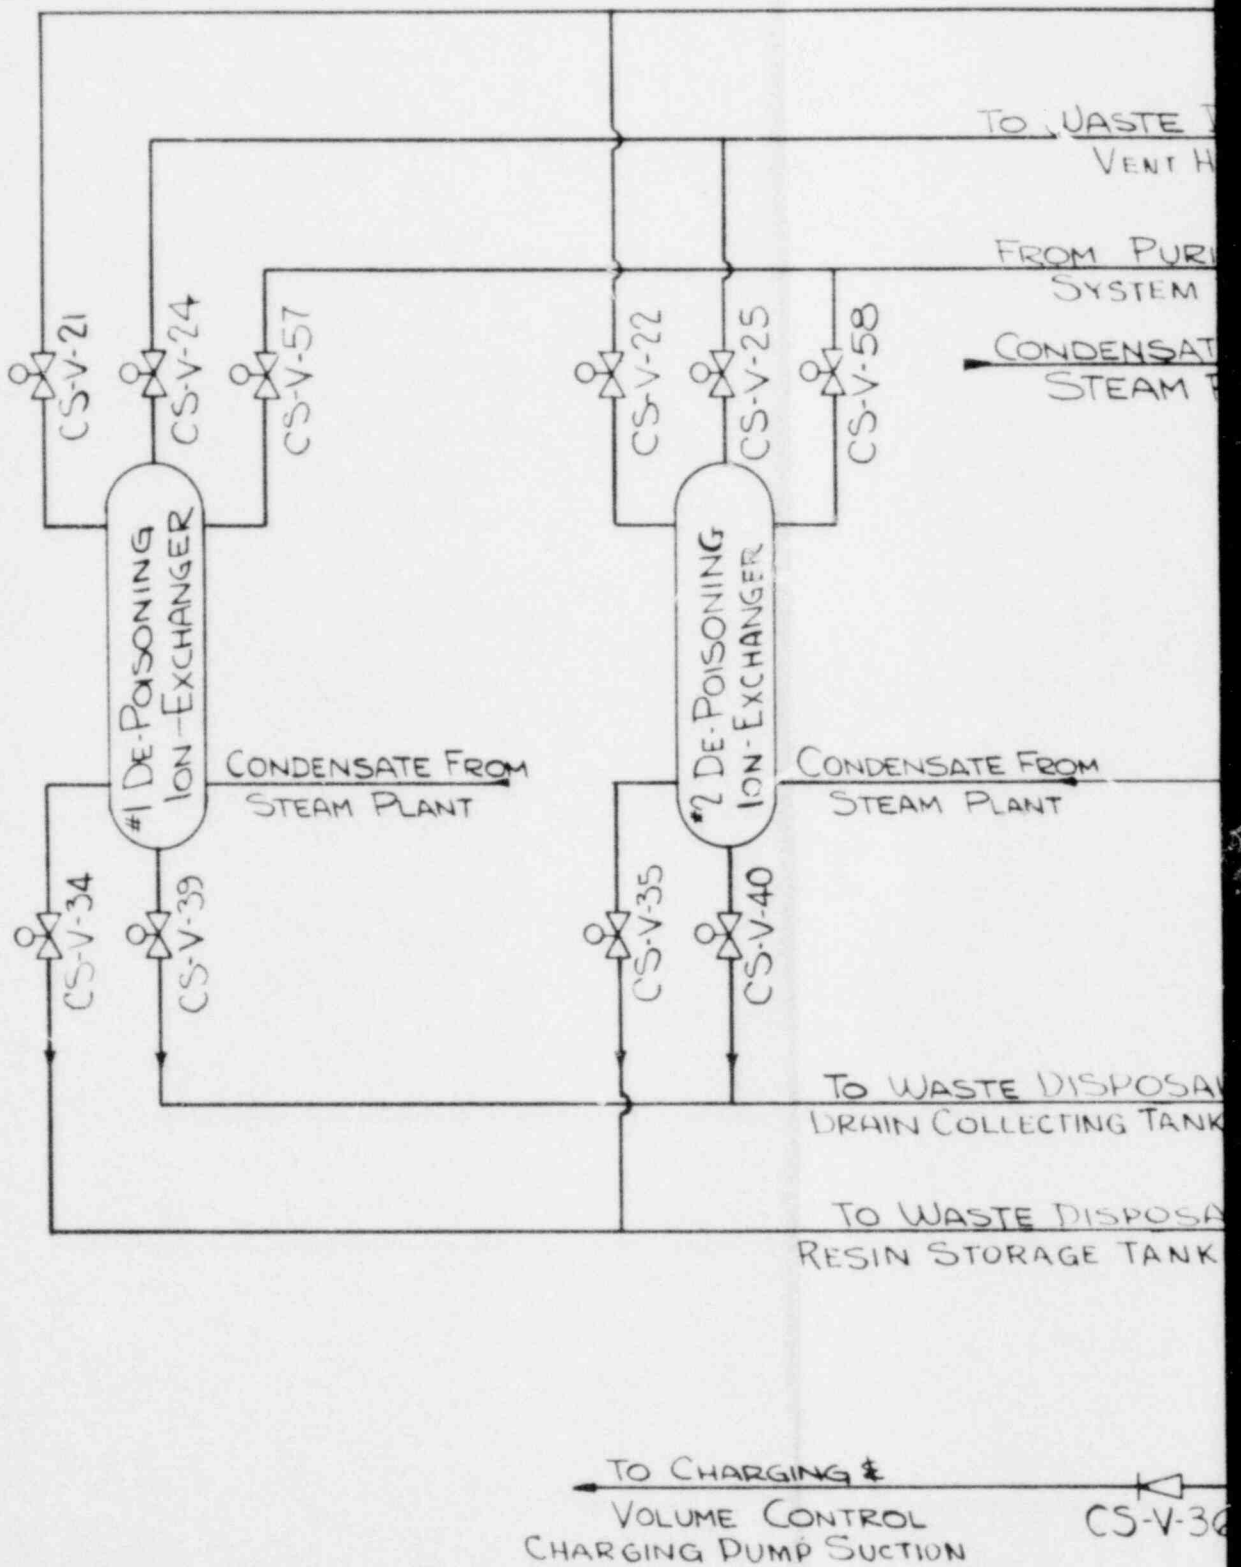 TO WASTE
VENT H
FROM PURI
SYSTEM
CONDENSAT
STEAM
CS-V-21
CS-V-24
CS-V-57
CS-V-22
CS-V-25
CS-V-58
#1 DE-POISONING
ION-EXCHANGER
#2 DE-POISONING
ION-EXCHANGER
CONDENSATE FROM
STEAM PLANT
CONDENSATE FROM
STEAM PLANT
CS-V-34
CS-V-39
CS-V-35
CS-V-40
TO WASTE DISPOSA
DRAIN COLLECTING TANK
TO WASTE DISPOSA
RESIN STORAGE TANK
TO CHARGING &
VOLUME CONTROL
CHARGING PUMP SUCTION
CS-V-36